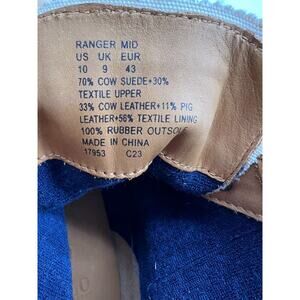 RANGER MID
US UK EUR
10 9 43
70% COW SUEDE+30%
TEXTILE UPPER
33% COW LEATHER+11% PIG
LEATHER+56% TEXTILE LINING
100% RUBBER OUTSOL
MADE IN CHINA
17953 C23